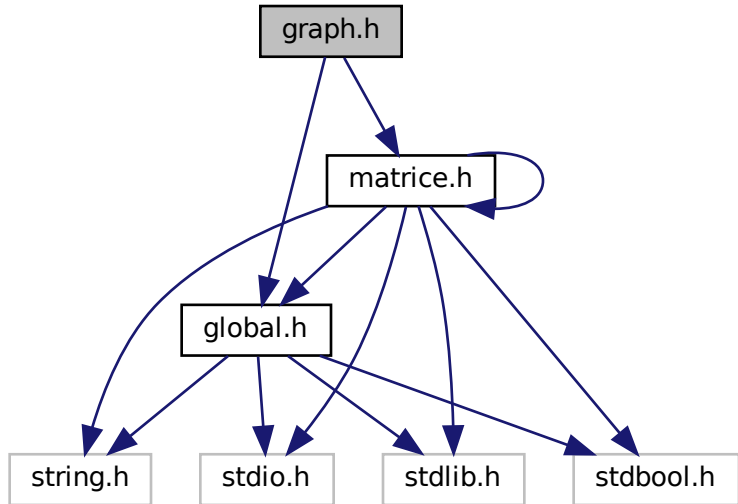 graph.h
matrice.h
global.h
string.h
stdio.h
stdlib.h
stdbool.h